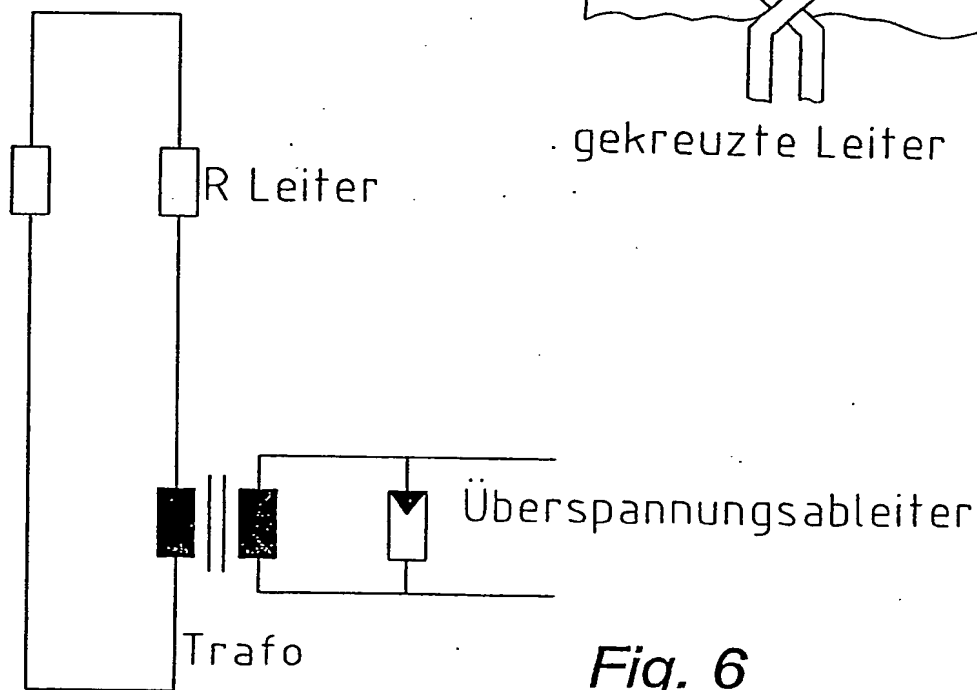 gekreuzte Leiter
R Leiter
Überspannungsableiter
Trafo
Fig. 6